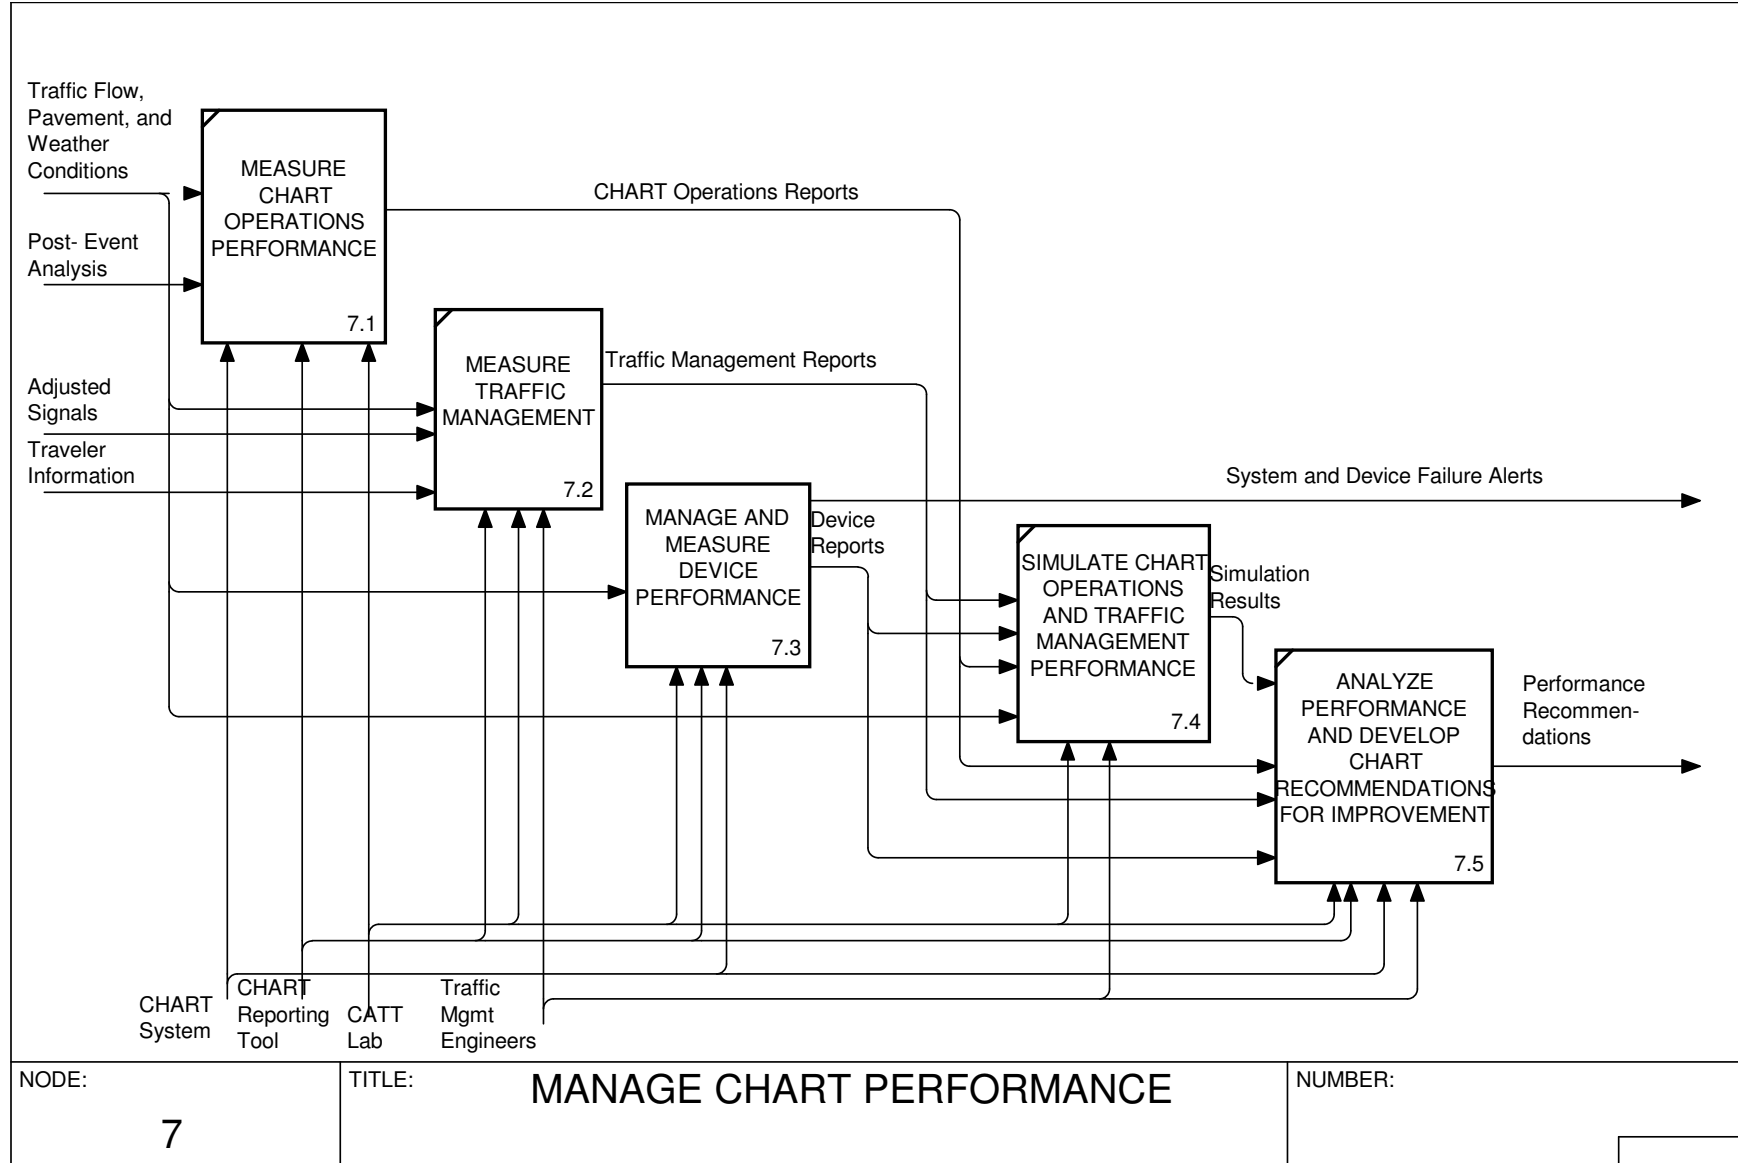 Traffic Flow,
Pavement, and
Weather
Conditions
MEASURE
CHART
OPERATIONS
PERFORMANCE
7.1
CHART Operations Reports
Post- Event
Analysis
Adjusted
Signals
Traveler
Information
MEASURE
TRAFFIC
MANAGEMENT
7.2
Traffic Management Reports
MANAGE AND
MEASURE
DEVICE
PERFORMANCE
7.3
System and Device Failure Alerts
Device
Reports
SIMULATE CHART
OPERATIONS
AND TRAFFIC
MANAGEMENT
PERFORMANCE
7.4
Simulation
Results
ANALYZE
PERFORMANCE
AND DEVELOP
CHART
RECOMMENDATIONS
FOR IMPROVEMENT
7.5
Performance
Recommen-
dations
CHART
System
CHART
Reporting
Tool
CATT
Lab
Traffic
Mgmt
Engineers
NODE:
7
TITLE:
MANAGE CHART PERFORMANCE
NUMBER: